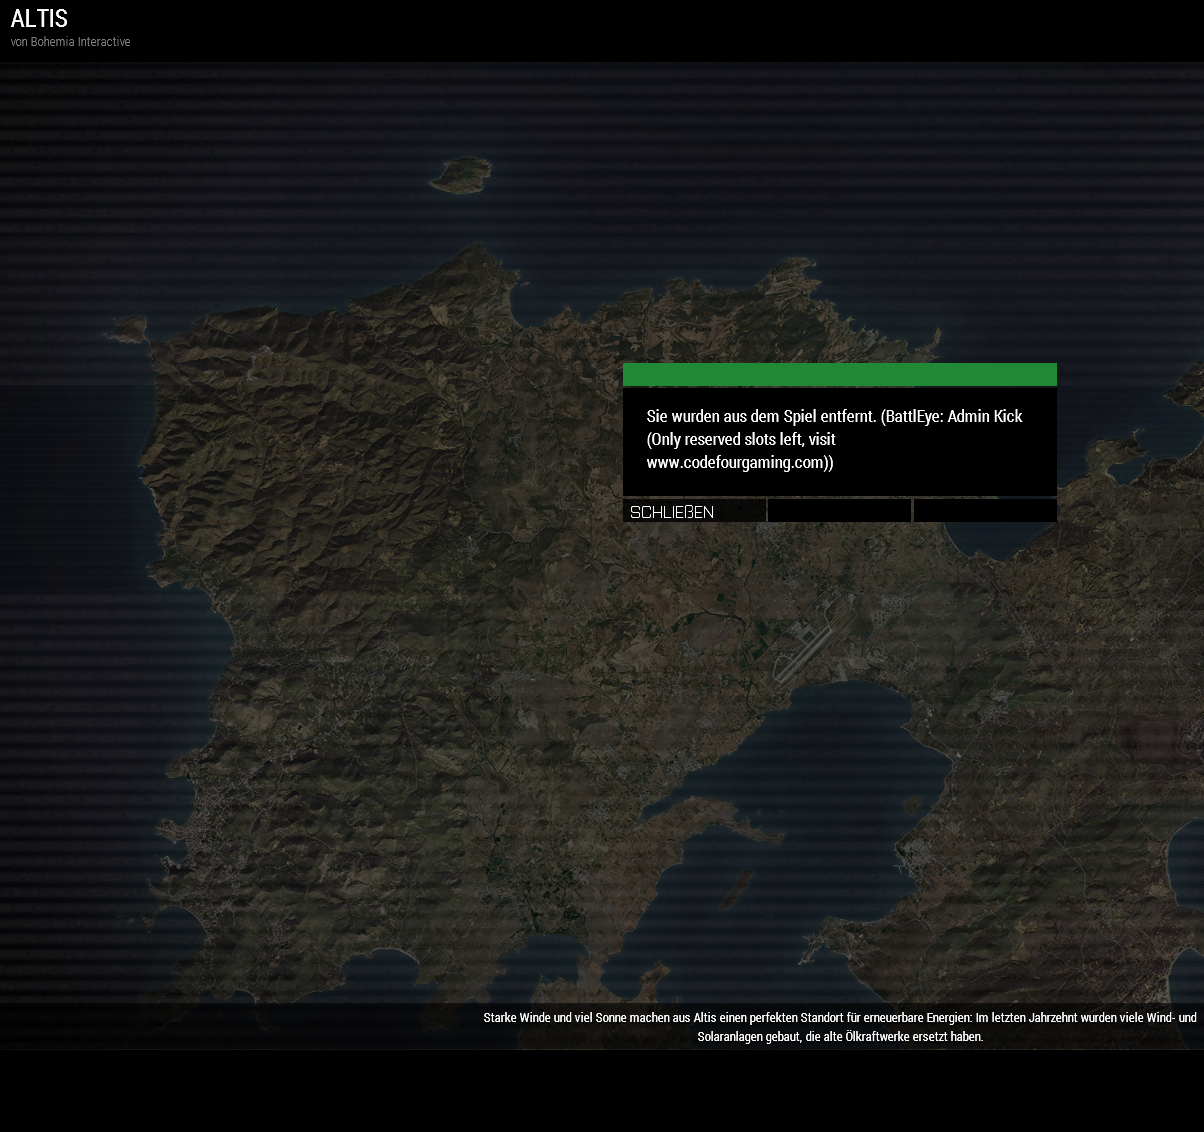 ALTIS
von Bohemia Interactive
Sie wurden aus dem Spiel entfernt. (BattlEye: Admin Kick
(Only reserved slots left, visit
www.codefourgaming.com))
SCHLIEßEN
Starke Winde und viel Sonne machen aus Altis einen perfekten Standort für erneuerbare Energien: Im letzten Jahrzehnt wurden viele Wind- und
Solaranlagen gebaut, die alte Ölkraftwerke ersetzt haben.